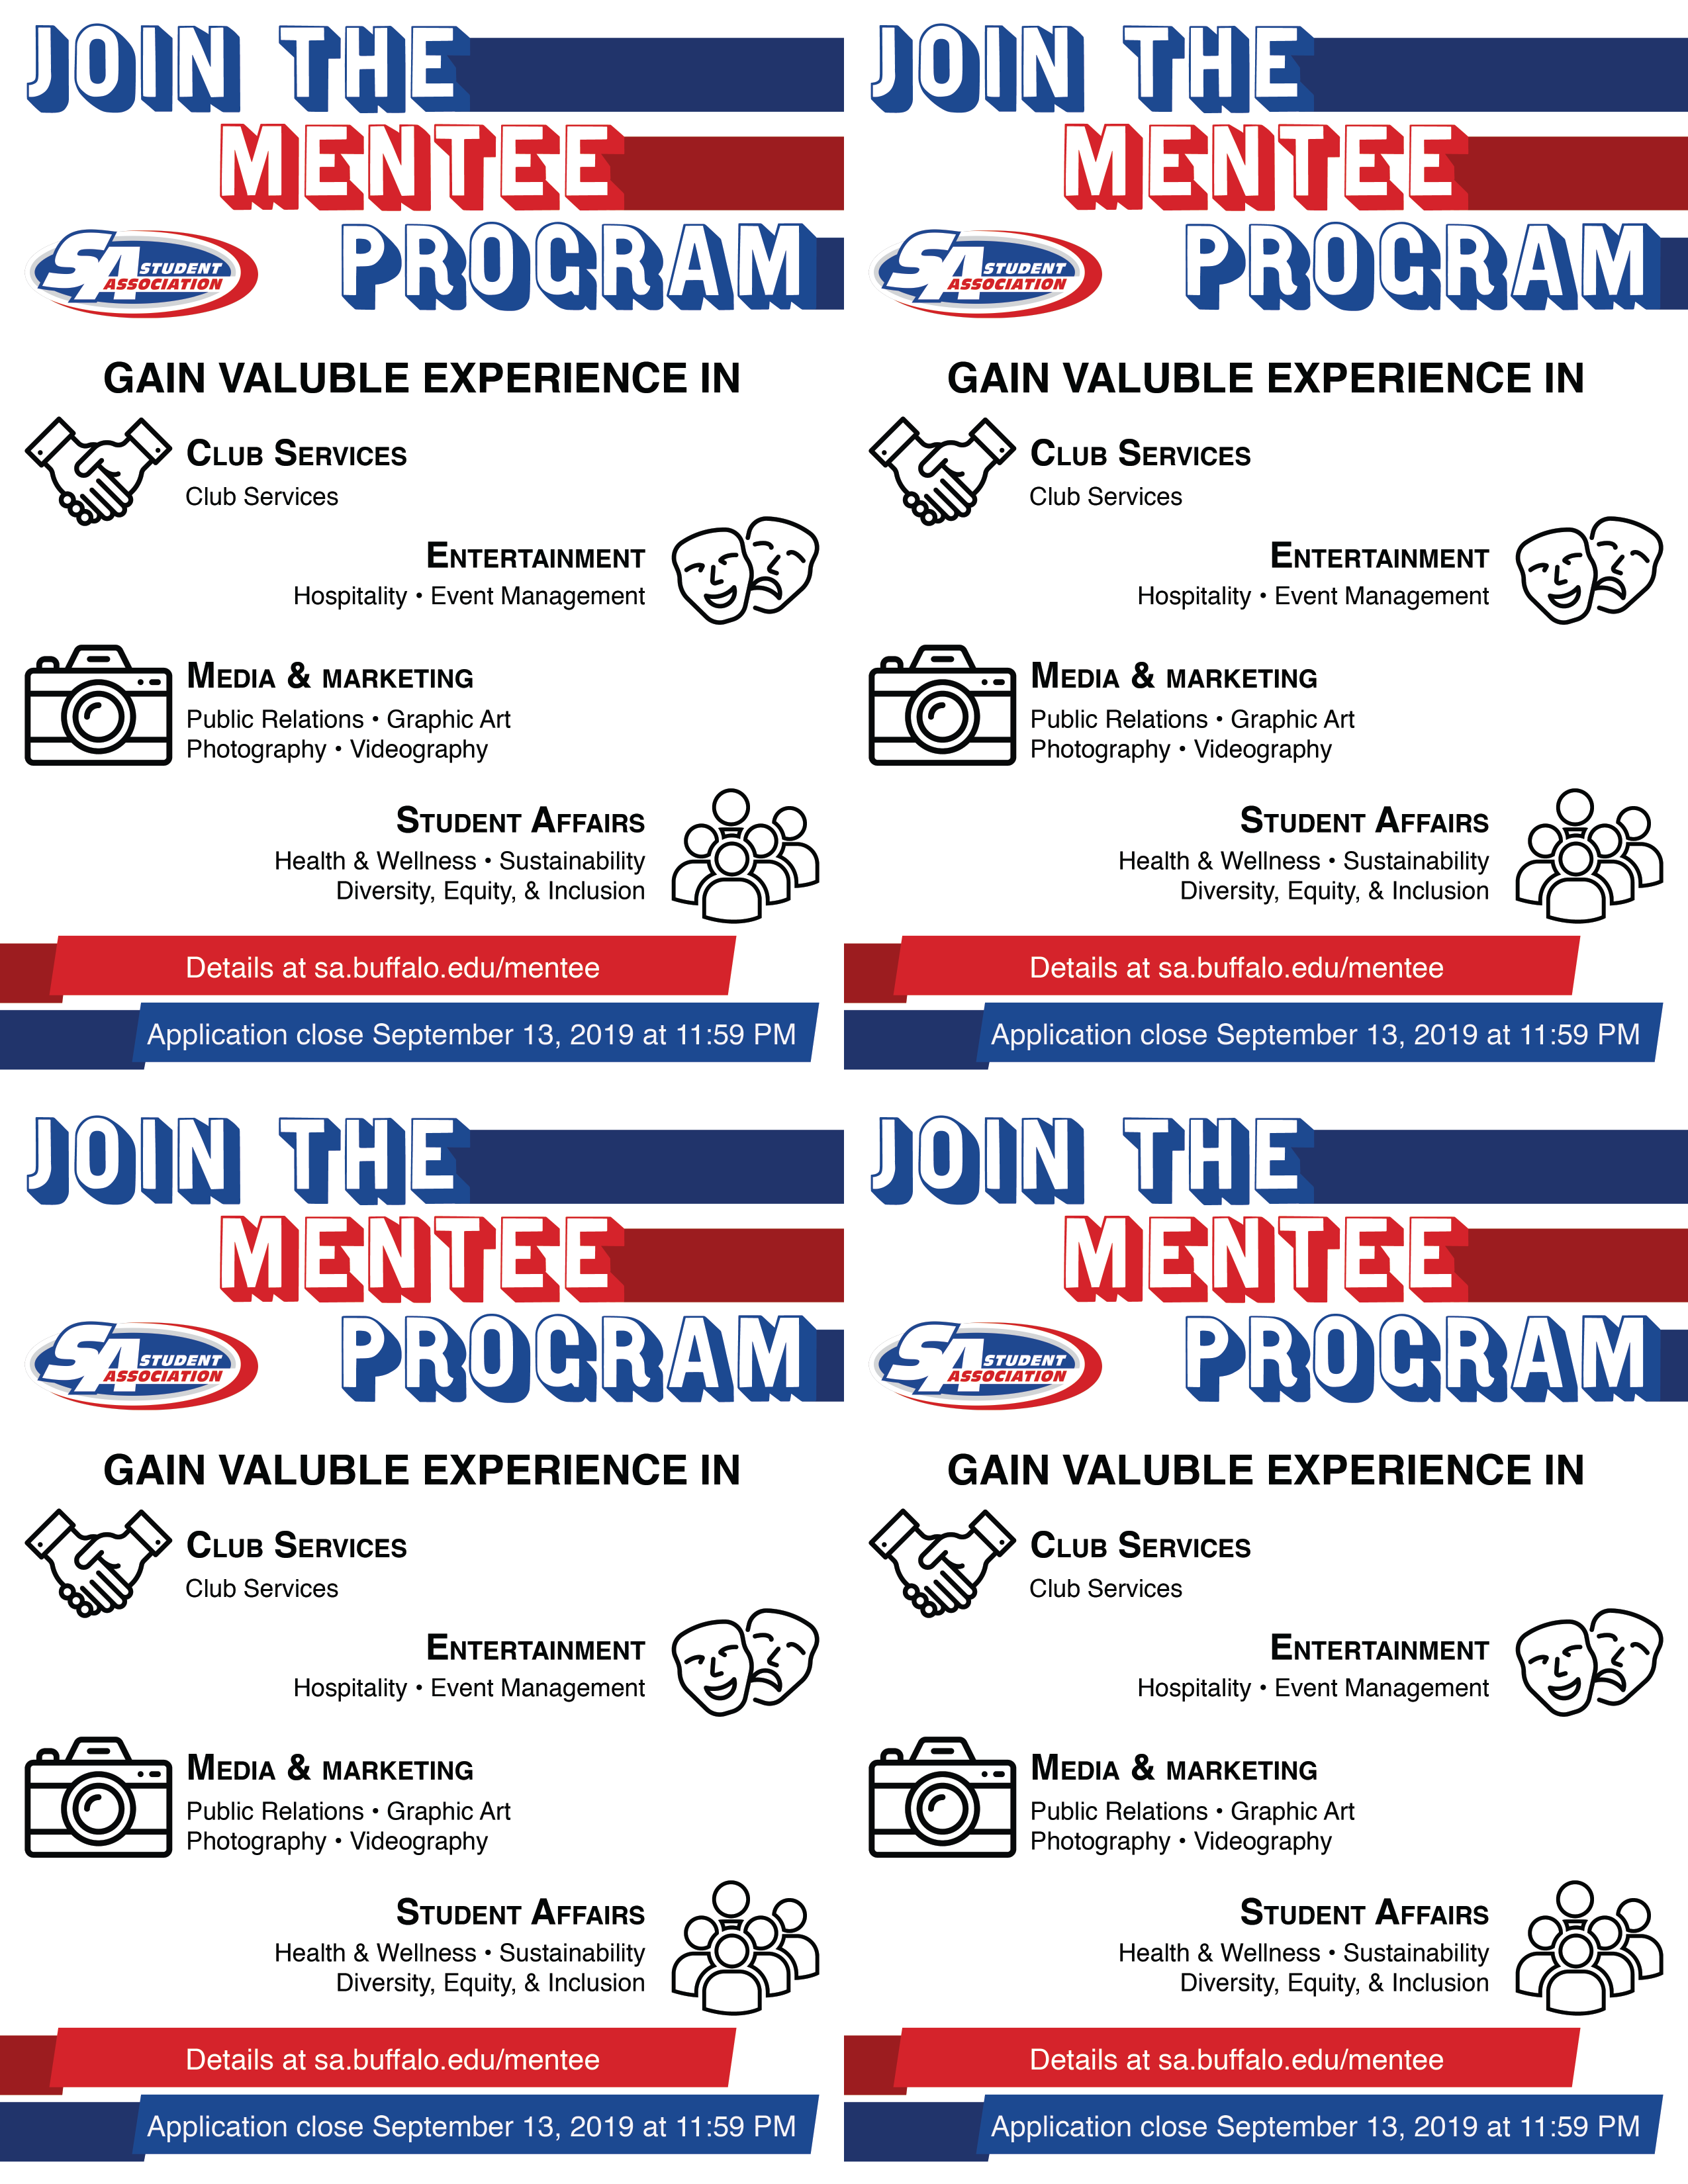 JOIN THE
MENTEE
PROGRAM
SA STUDENT
ASSOCIATION
GAIN VALUBLE EXPERIENCE IN
CLUB SERVICES
Club Services
ENTERTAINMENT
Hospitality • Event Management
MEDIA & MARKETING
Public Relations • Graphic Art
Photography • Videography
STUDENT AFFAIRS
Health & Wellness • Sustainability
Diversity, Equity, & Inclusion
Details at sa.buffalo.edu/mentee
Application close September 13, 2019 at 11:59 PM
JOIN THE
MENTEE
PROGRAM
SA STUDENT
ASSOCIATION
GAIN VALUBLE EXPERIENCE IN
CLUB SERVICES
Club Services
ENTERTAINMENT
Hospitality • Event Management
MEDIA & MARKETING
Public Relations • Graphic Art
Photography • Videography
STUDENT AFFAIRS
Health & Wellness • Sustainability
Diversity, Equity, & Inclusion
Details at sa.buffalo.edu/mentee
Application close September 13, 2019 at 11:59 PM
JOIN THE
MENTEE
PROGRAM
SA STUDENT
ASSOCIATION
GAIN VALUBLE EXPERIENCE IN
CLUB SERVICES
Club Services
ENTERTAINMENT
Hospitality • Event Management
MEDIA & MARKETING
Public Relations • Graphic Art
Photography • Videography
STUDENT AFFAIRS
Health & Wellness • Sustainability
Diversity, Equity, & Inclusion
Details at sa.buffalo.edu/mentee
Application close September 13, 2019 at 11:59 PM
JOIN THE
MENTEE
PROGRAM
SA STUDENT
ASSOCIATION
GAIN VALUBLE EXPERIENCE IN
CLUB SERVICES
Club Services
ENTERTAINMENT
Hospitality • Event Management
MEDIA & MARKETING
Public Relations • Graphic Art
Photography • Videography
STUDENT AFFAIRS
Health & Wellness • Sustainability
Diversity, Equity, & Inclusion
Details at sa.buffalo.edu/mentee
Application close September 13, 2019 at 11:59 PM